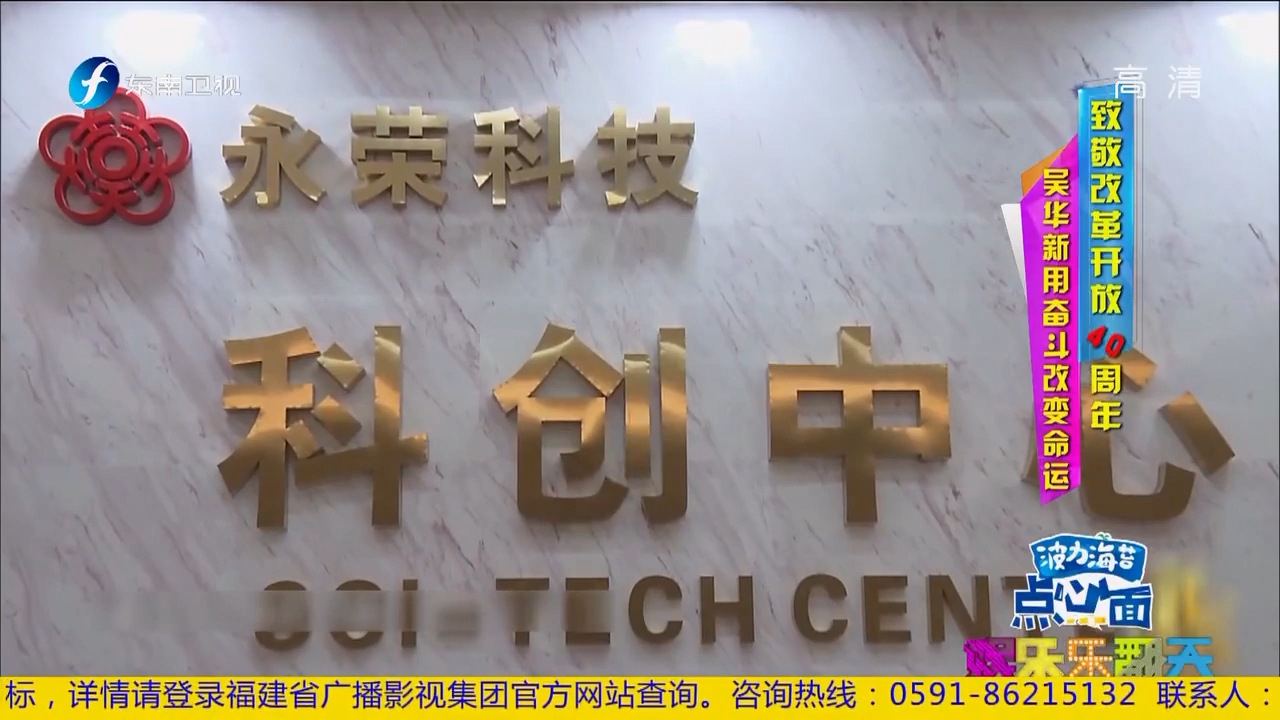 东南卫视
高清
永荣科技
科创中心
SCI-TECH CENT
致敬改革开放40周年
吴华新用奋斗改变命运
波力海苔
点心面
娱乐乐翻天
标，详情请登录福建省广播影视集团官方网站查询。咨询热线：0591-86215132 联系人：